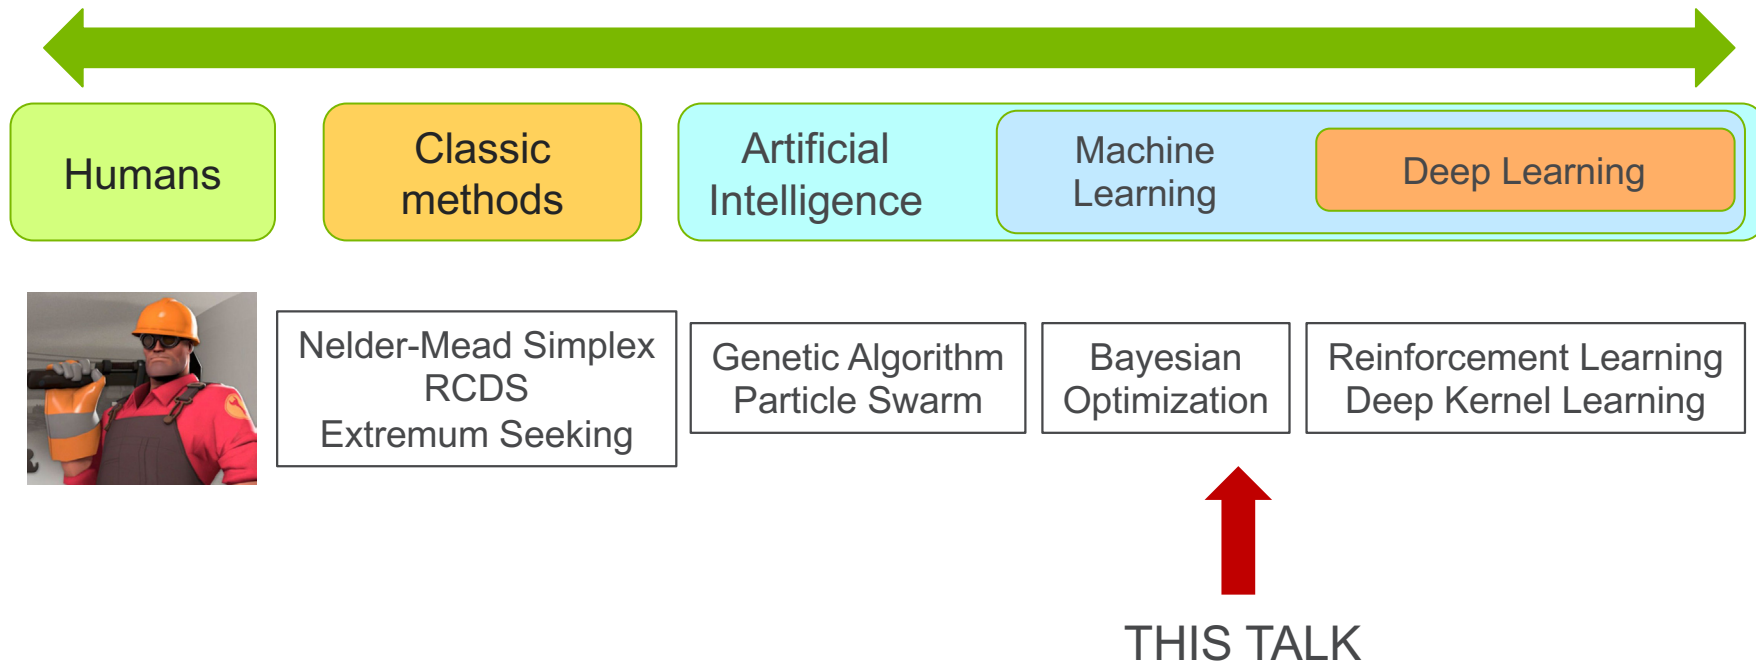 Humans
Classic
methods
Artificial
Intelligence
Machine
Learning
Deep Learning
Nelder-Mead Simplex
RCDS
Extremum Seeking
Genetic Algorithm
Particle Swarm
Bayesian
Optimization
Reinforcement Learning
Deep Kernel Learning
THIS TALK